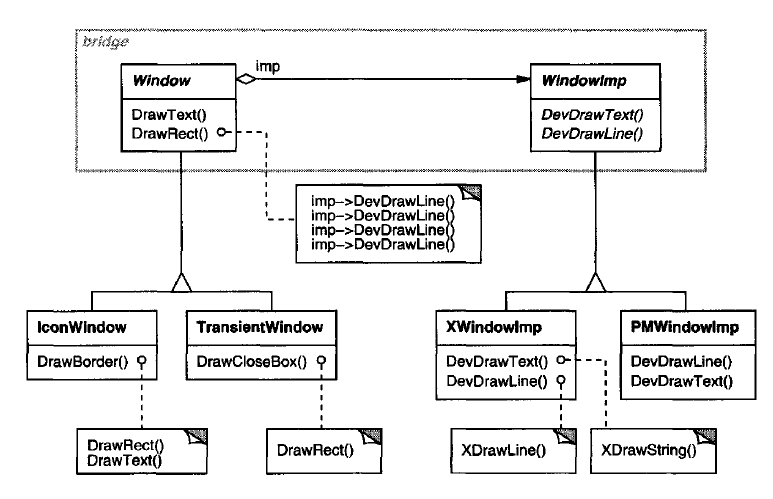 bridge
Window
imp
WindowImp
DrawText()
DrawRect()
DevDrawText()
DevDrawLine()
imp->DevDrawLine()
imp->DevDrawLine()
imp->DevDrawLine()
imp->DevDrawLine()
IconWindow
DrawBorder()
TransientWindow
DrawCloseBox()
XWindowImp
DevDrawText()
DevDrawLine()
PMWindowImp
DevDrawLine()
DevDrawText()
DrawRect()
DrawText()
DrawRect()
XDrawLine()
XDrawString()